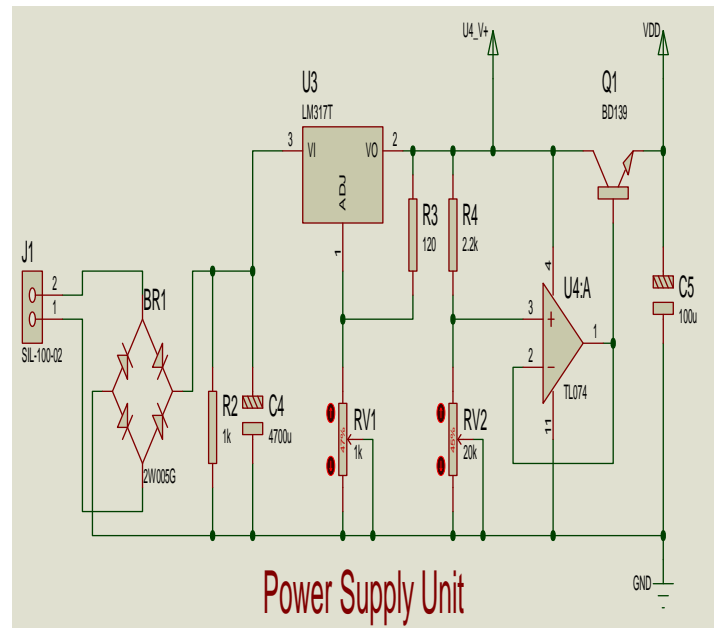 U4_V+
VDD
U3
LM317T
Q1
BD139
3
VI
VO
2
ADJ
1
R3
120
R4
2.2k
J1
2
1
SIL-100-02
BR1
2W005G
R2
1k
C4
4700u
RV1
47%
1k
RV2
45%
20k
4
U4:A
3
+
1
2
−
TL074
11
C5
100u
GND
Power Supply Unit